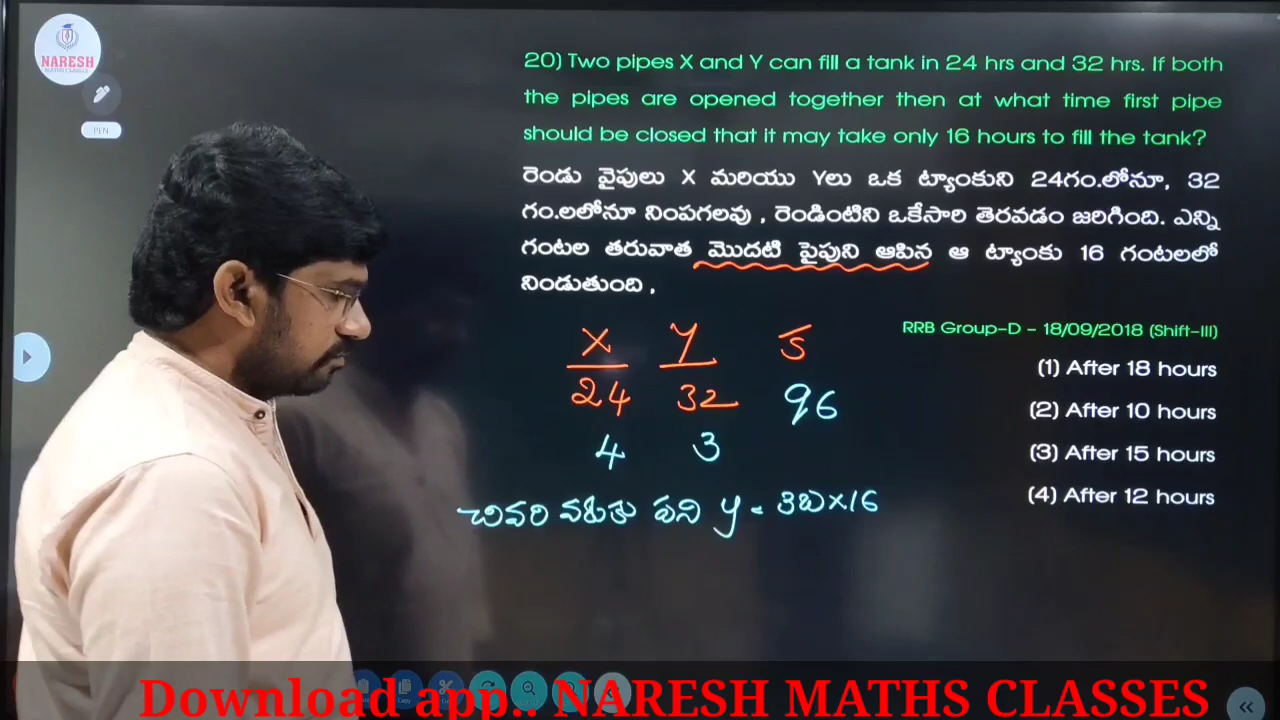 NARESH
MATHS CLASSES
PEN
20) Two pipes X and Y can fill a tank in 24 hrs and 32 hrs. If both
the pipes are opened together then at what time first pipe
should be closed that it may take only 16 hours to fill the tank?
రెండు వైపులు X మరియు Yలు ఒక ట్యాంకుని 24గం.లోనూ, 32
గం.లలోనూ నింపగలవు , రెండింటిని ఒకేసారి తెరవడం జరిగింది. ఎన్ని
గంటల తరువాత మొదటి పైపుని ఆపిన ఆ ట్యాంకు 16 గంటలలో
నిండుతుంది ,
RRB Group-D - 18/09/2018 (Shift-III)
(1) After 18 hours
(2) After 10 hours
(3) After 15 hours
(4) After 12 hours
X Y
24 32 96
4 3
చివరి వరకు పని y = 16
Download app.. NARESH MATHS CLASSES